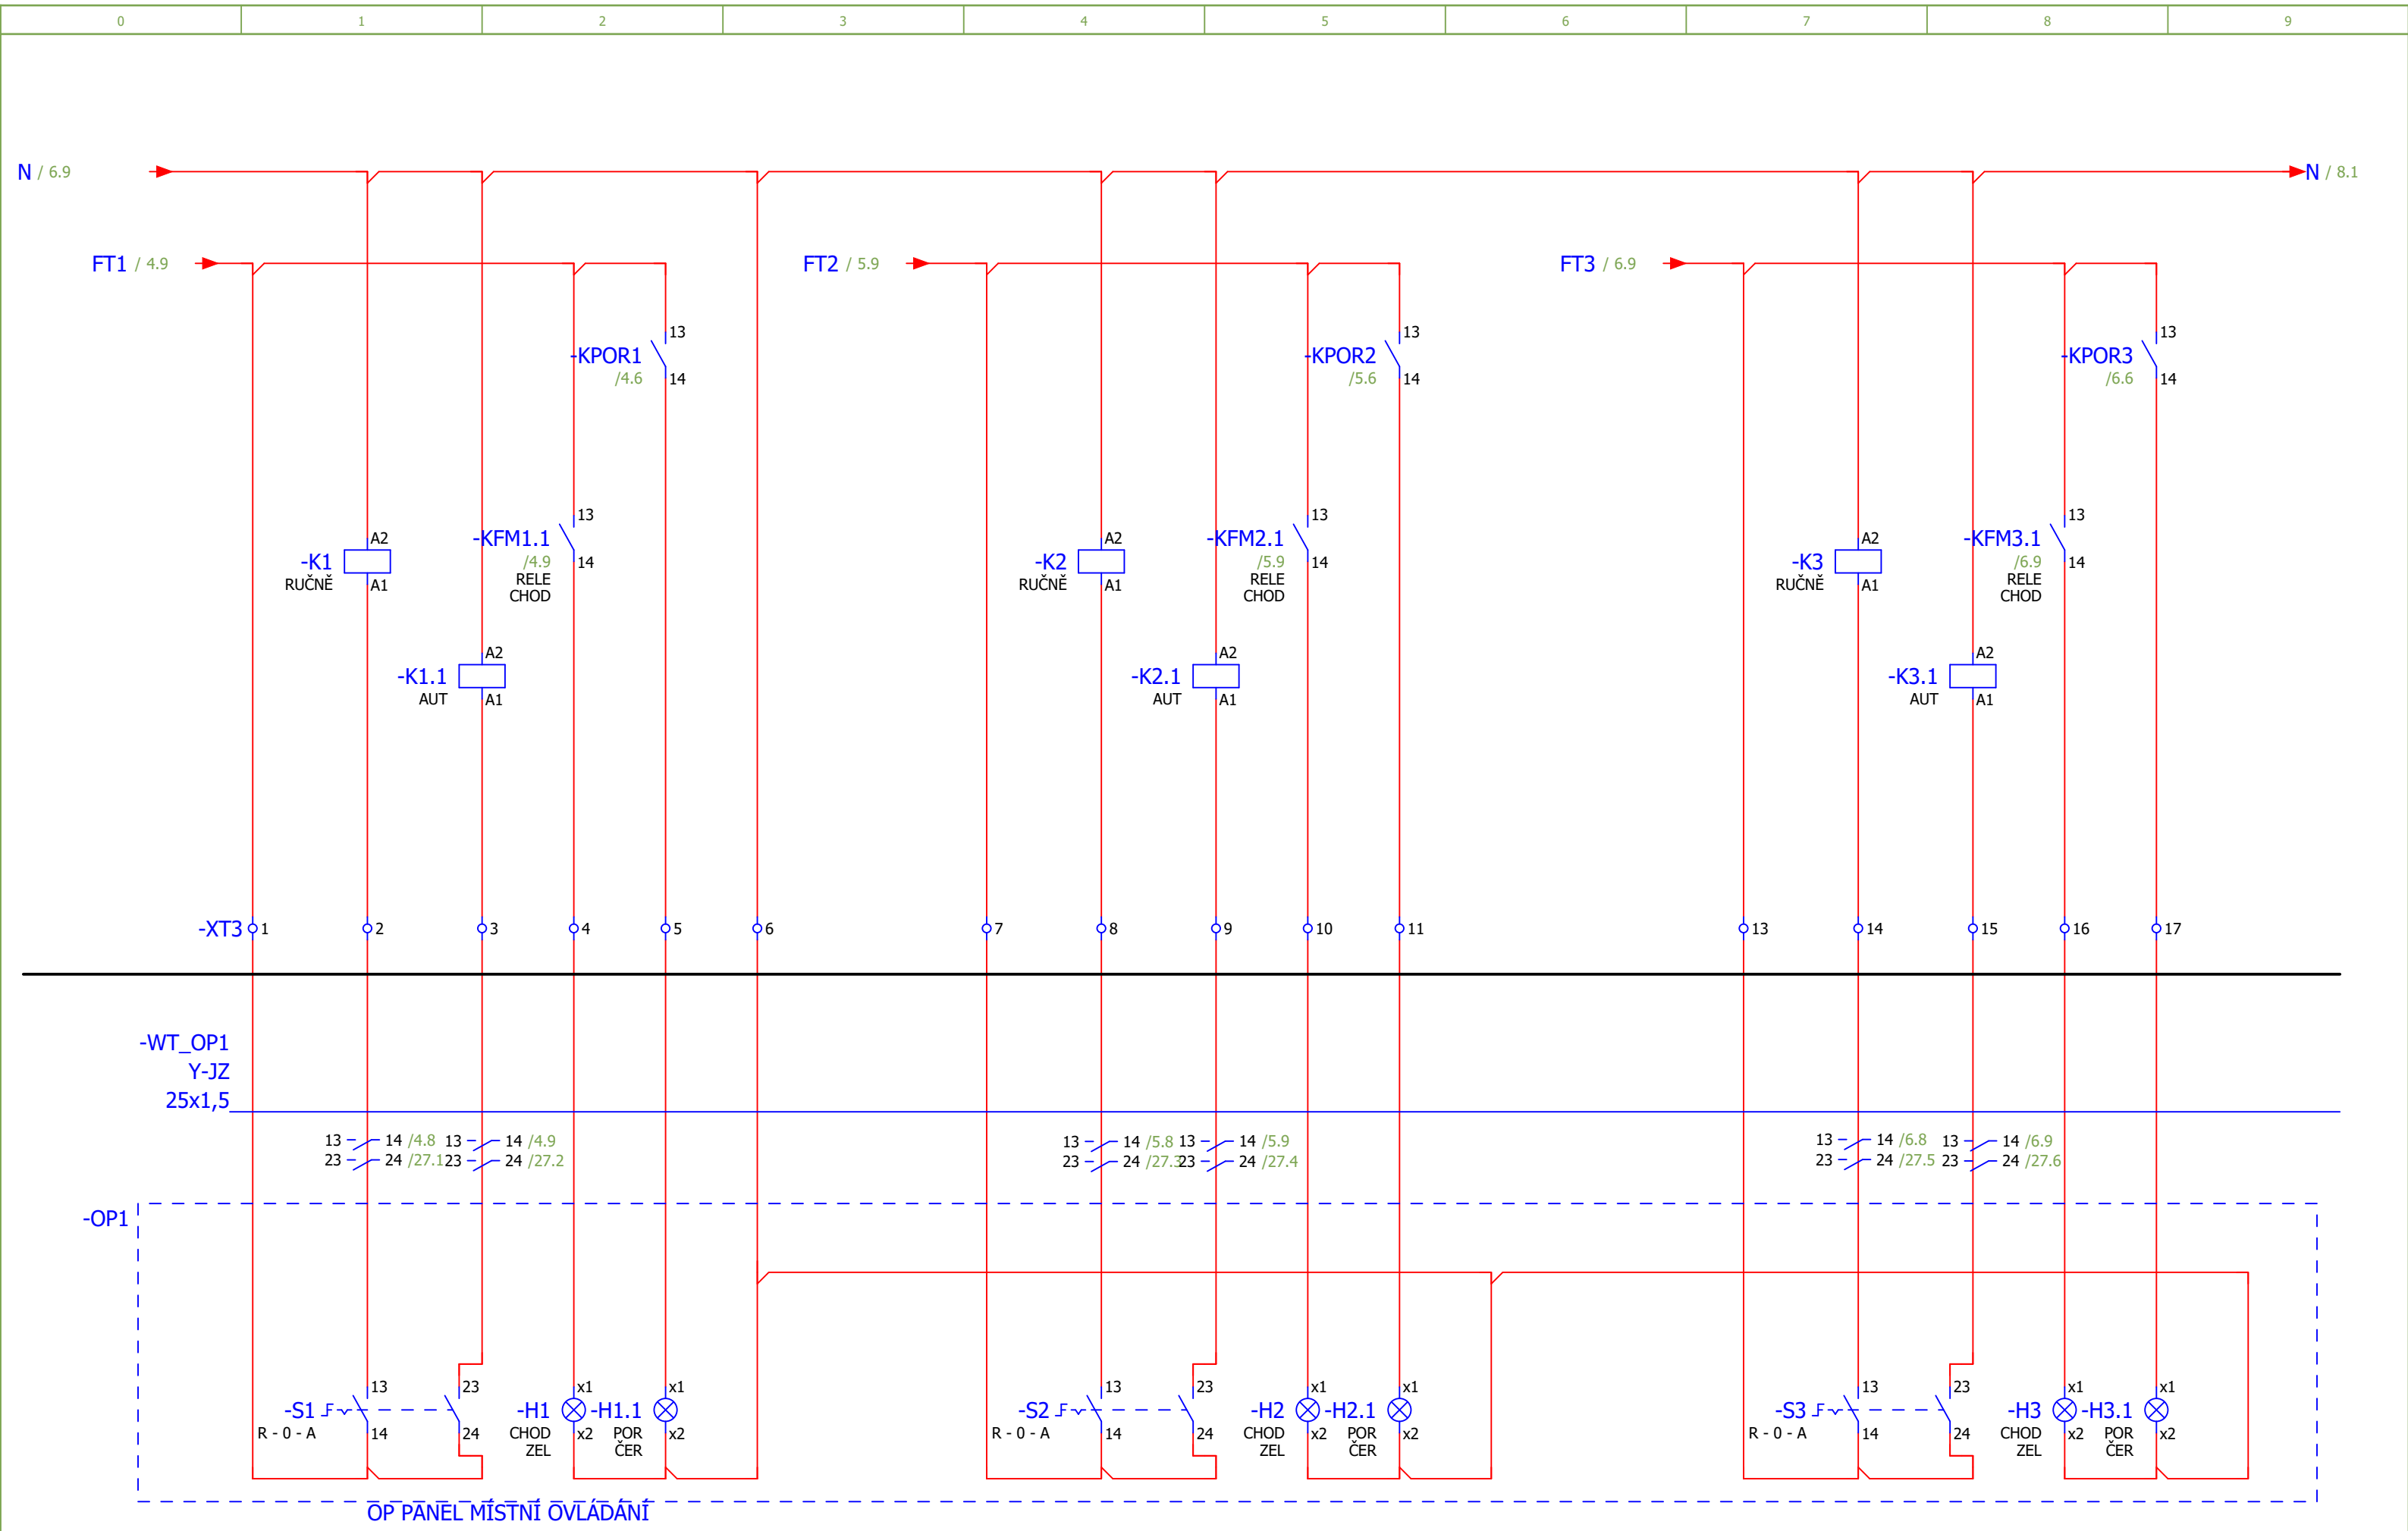 0 1 2 3 4 5 6 7 8 9
N / 6.9
N / 8.1
FT1 / 4.9
FT2 / 5.9
FT3 / 6.9
13
-KPOR1
/4.6
14
13
-KPOR2
/5.6
14
13
-KPOR3
/6.6
14
A2
-K1
RUČNĚ
A1
13
-KFM1.1
/4.9
14
RELE
CHOD
A2
-K1.1
AUT
A1
A2
-K2
RUČNĚ
A1
13
-KFM2.1
/5.9
14
RELE
CHOD
A2
-K2.1
AUT
A1
A2
-K3
RUČNĚ
A1
13
-KFM3.1
/6.9
14
RELE
CHOD
A2
-K3.1
AUT
A1
-XT3 1 2 3 4 5 6 7 8 9 10 11 13 14 15 16 17
-WT_OP1
Y-JZ
25x1,5
13 14 /4.8 13 14 /4.9
23 24 /27.1 23 24 /27.2
13 14 /5.8 13 14 /5.9
23 24 /27.3 23 24 /27.4
13 14 /6.8 13 14 /6.9
23 24 /27.5 23 24 /27.6
-OP1
13 23
-S1
R - 0 - A 14 24
x1 x1
-H1 -H1.1
CHOD x2 POR x2
ZEL ČER
13 23
-S2
R - 0 - A 14 24
x1 x1
-H2 -H2.1
CHOD x2 POR x2
ZEL ČER
13 23
-S3
R - 0 - A 14 24
x1 x1
-H3 -H3.1
CHOD x2 POR x2
ZEL ČER
OP PANEL MÍSTNÍ OVLÁDÁNÍ